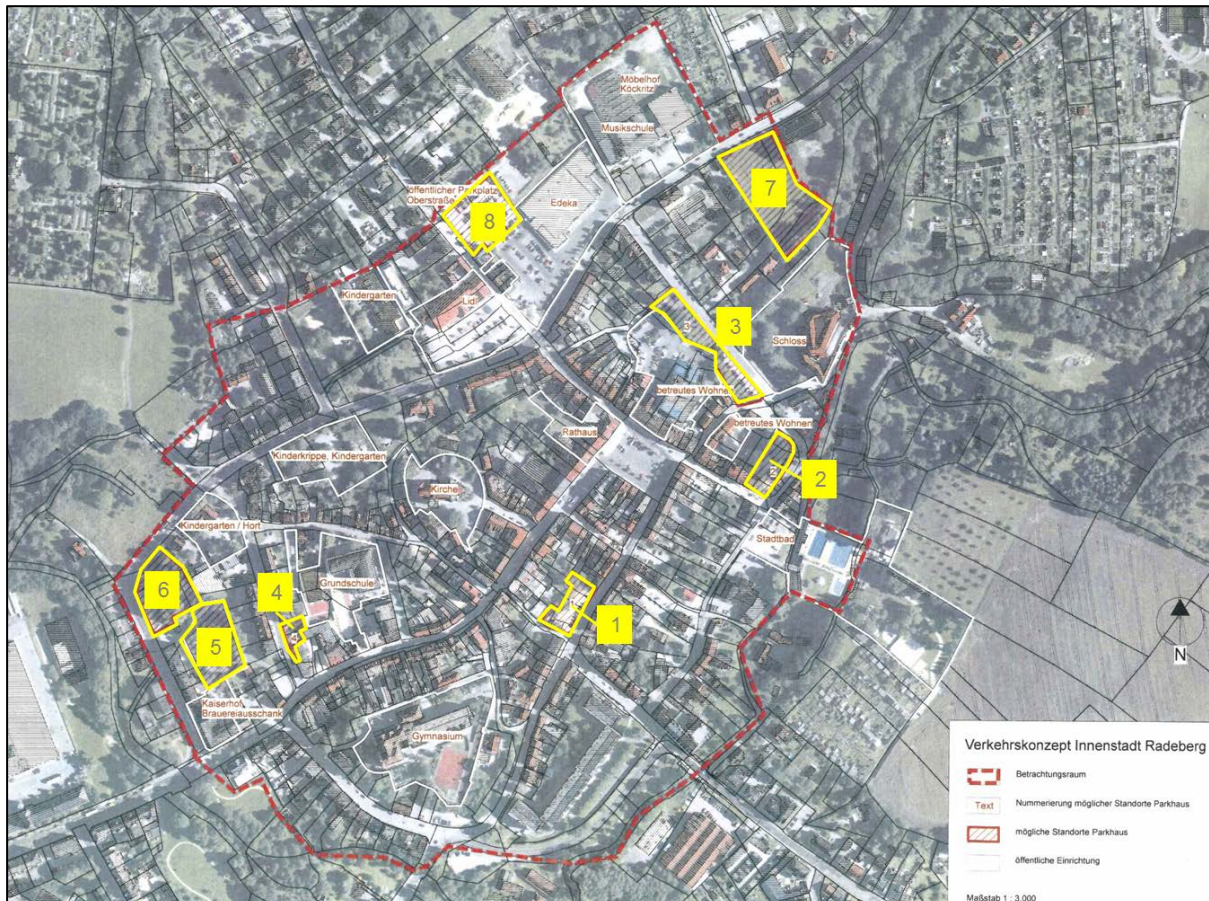 Möbelhof
Köckritz
Musikschule
7
öffentlicher Parkplatz
Oberstraße
8
Edeka
Kindergarten
Lidl
3
3
Schloss
betreutes Wohnen
betreutes Wohnen
Rathaus
2
2
Kinderkrippe, Kindergarten
Kirche
Kindergarten / Hort
Stadtbad
Grundschule
6
4
5
1
N
Kaiserhof
Brauereiausschank
Gymnasium
Verkehrskonzept Innenstadt Radeberg
Betrachtungsraum
Text
Nummerierung möglicher Standorte Parkhaus
mögliche Standorte Parkhaus
öffentliche Einrichtung
Maßstab 1 : 3.000